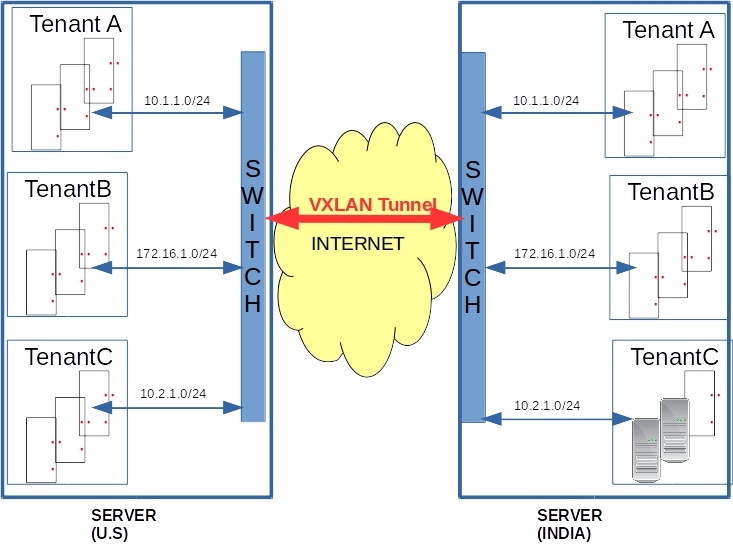 Tenant A
10.1.1.0/24
TenantB
172.16.1.0/24
TenantC
10.2.1.0/24
SWITCH
SERVER
(U.S)
VXLAN Tunnel
INTERNET
SWITCH
Tenant A
10.1.1.0/24
TenantB
172.16.1.0/24
TenantC
10.2.1.0/24
SERVER
(INDIA)